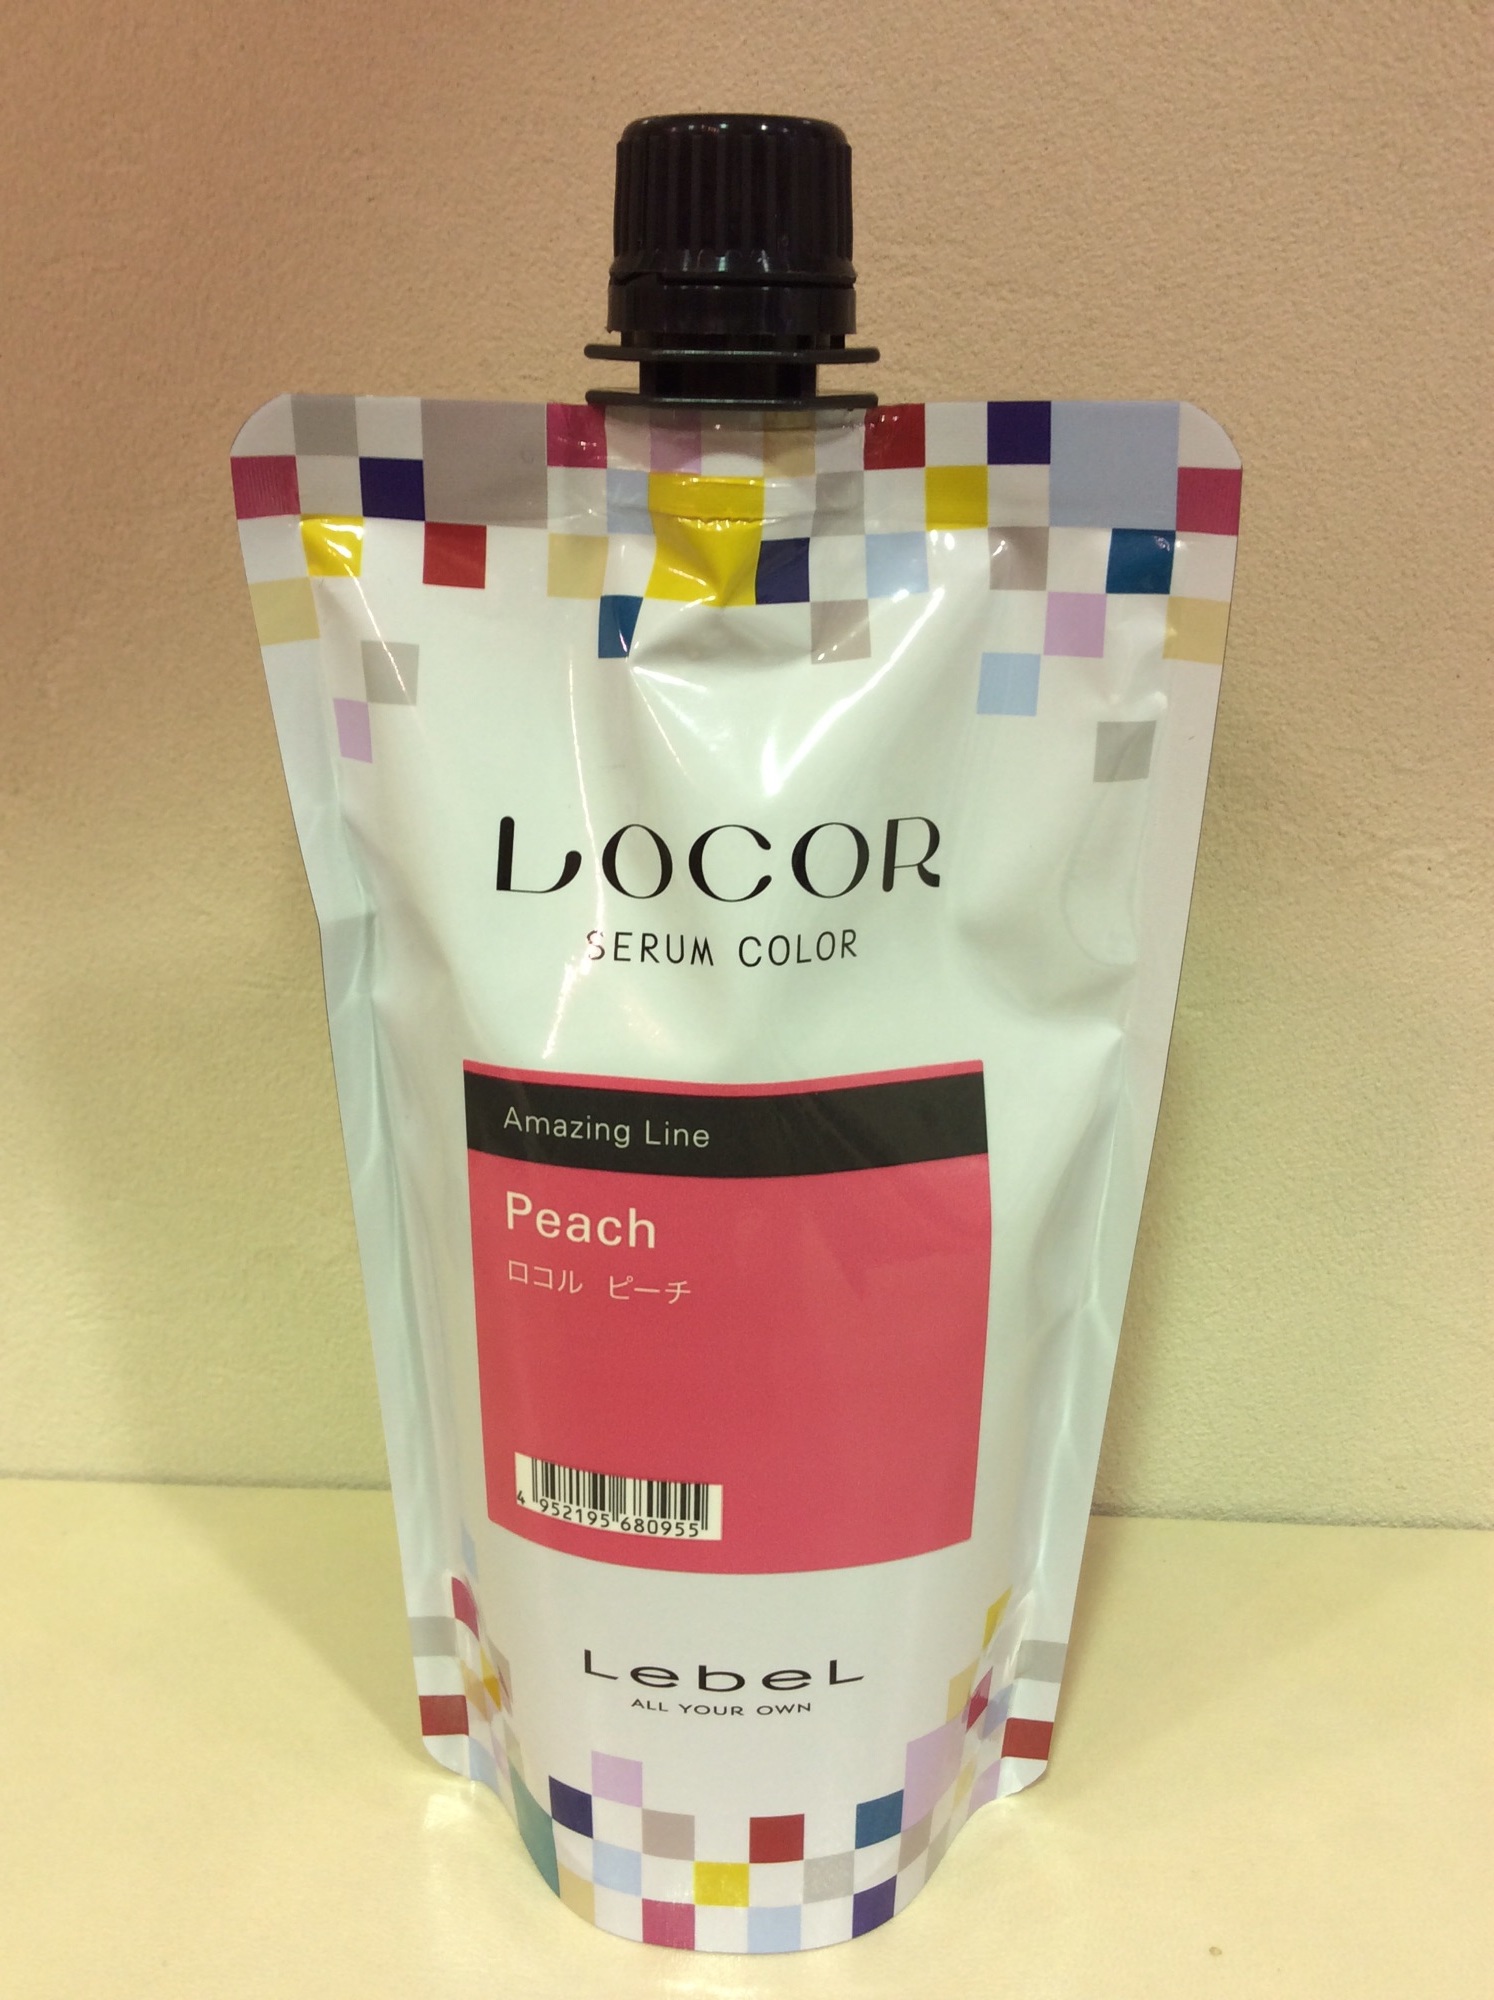 LOCOR
SERUM COLOR
Amazing Line
Peach
ロコル ピーチ
4 952195 680955
LebeL
ALL YOUR OWN